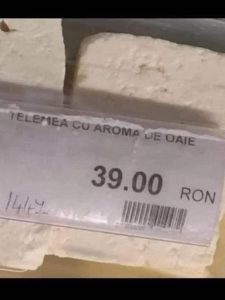 TELEMEA CU AROMA DE OAIE
39.00 RON